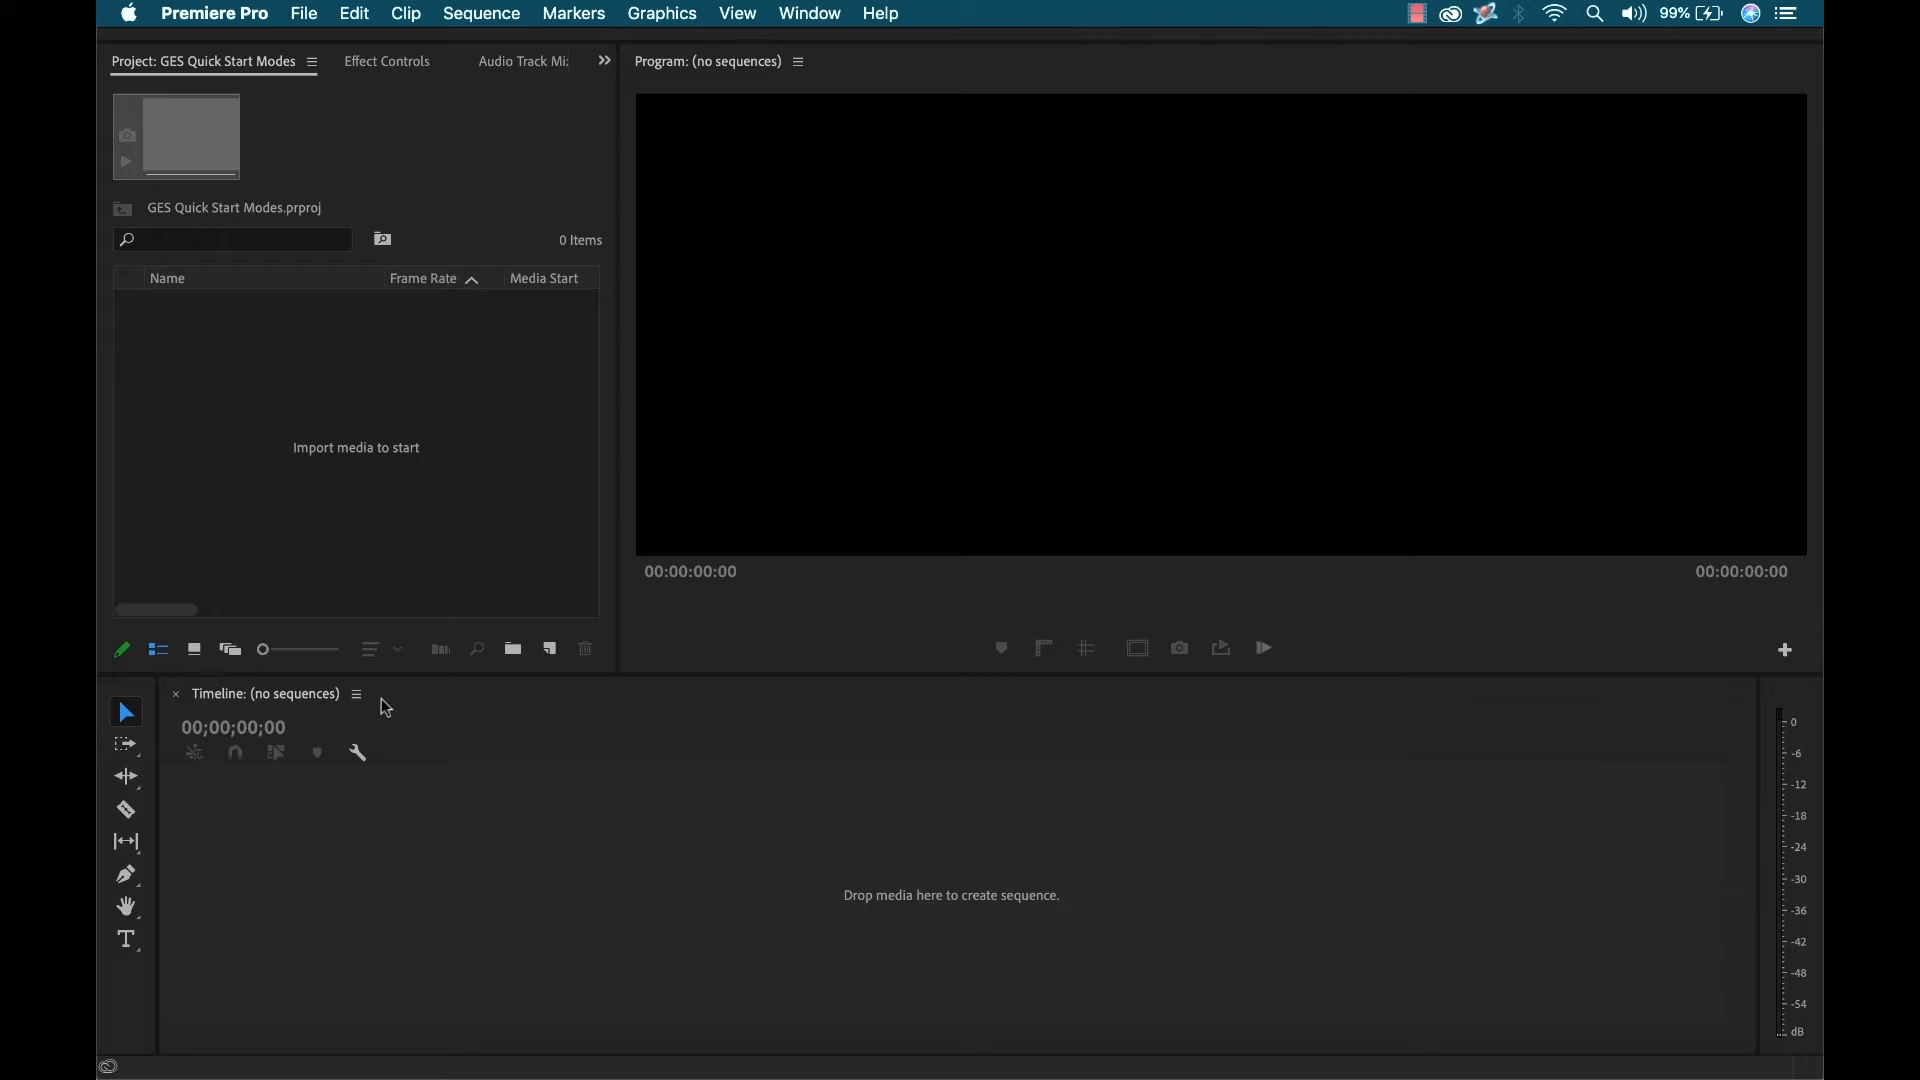 Premiere Pro File Edit Clip Sequence Markers Graphics View Window Help 99%
Project: GES Quick Start Modes Effect Controls Audio Track Mi:
Program: (no sequences)
GES Quick Start Modes.prproj
0 Items
Name Frame Rate Media Start
Import media to start
00:00:00:00 00:00:00:00
Timeline: (no sequences)
00;00;00;00
Drop media here to create sequence.
0
-6
-12
-18
-24
-30
-36
-42
-48
-54
dB